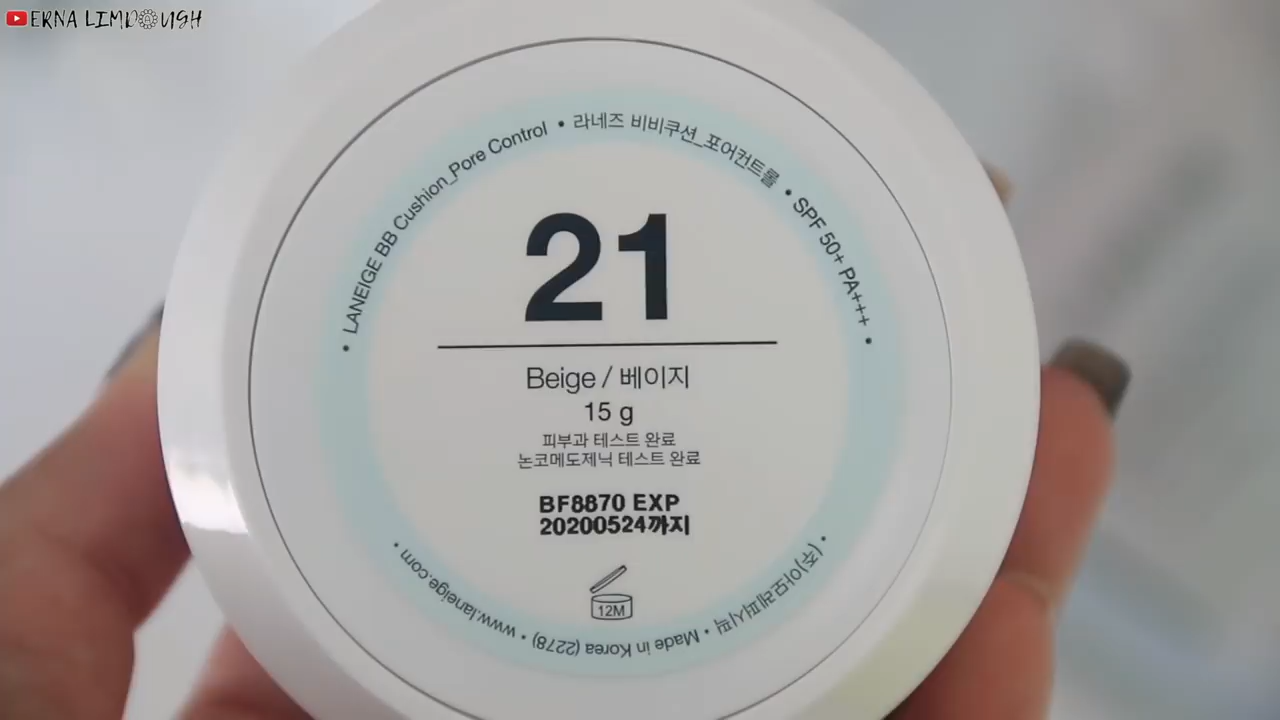 ERNA LIMDOUGH
• LANEIGE BB Cushion_Pore Control • 라네즈 비비쿠션_포어컨트롤 • SPF 50+ PA+++ •
21
Beige / 베이지
15 g
피부과 테스트 완료
논코메도제닉 테스트 완료
BF8870 EXP
20200524까지
12M
• (주)아모레퍼시픽 • Made in Korea (2278) • www.laneige.com •